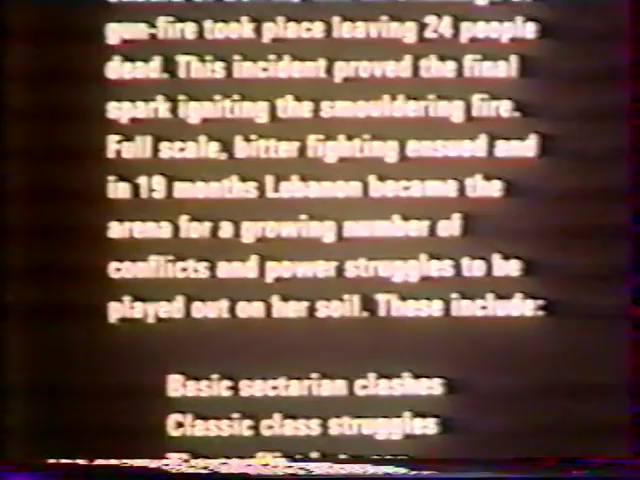 gun-fire took place leaving 24 people
dead. This incident proved the final
spark igniting the smouldering fire.
Full scale, bitter fighting ensued and
in 19 months Lebanon became the
arena for a growing number of
conflicts and power struggles to be
played out on her soil. These include:
Basic sectarian clashes
Classic class struggles